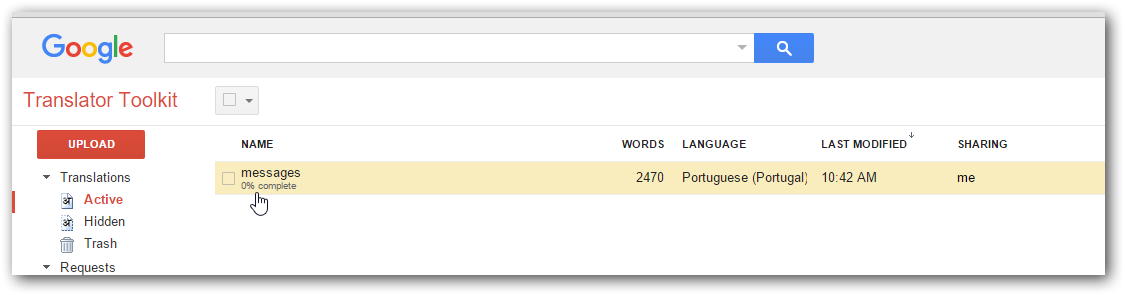 Google
Translator Toolkit
UPLOAD
NAME WORDS LANGUAGE LAST MODIFIED SHARING
messages 2470 Portuguese (Portugal) 10:42 AM me
0% complete
Translations
Active
Hidden
Trash
Requests